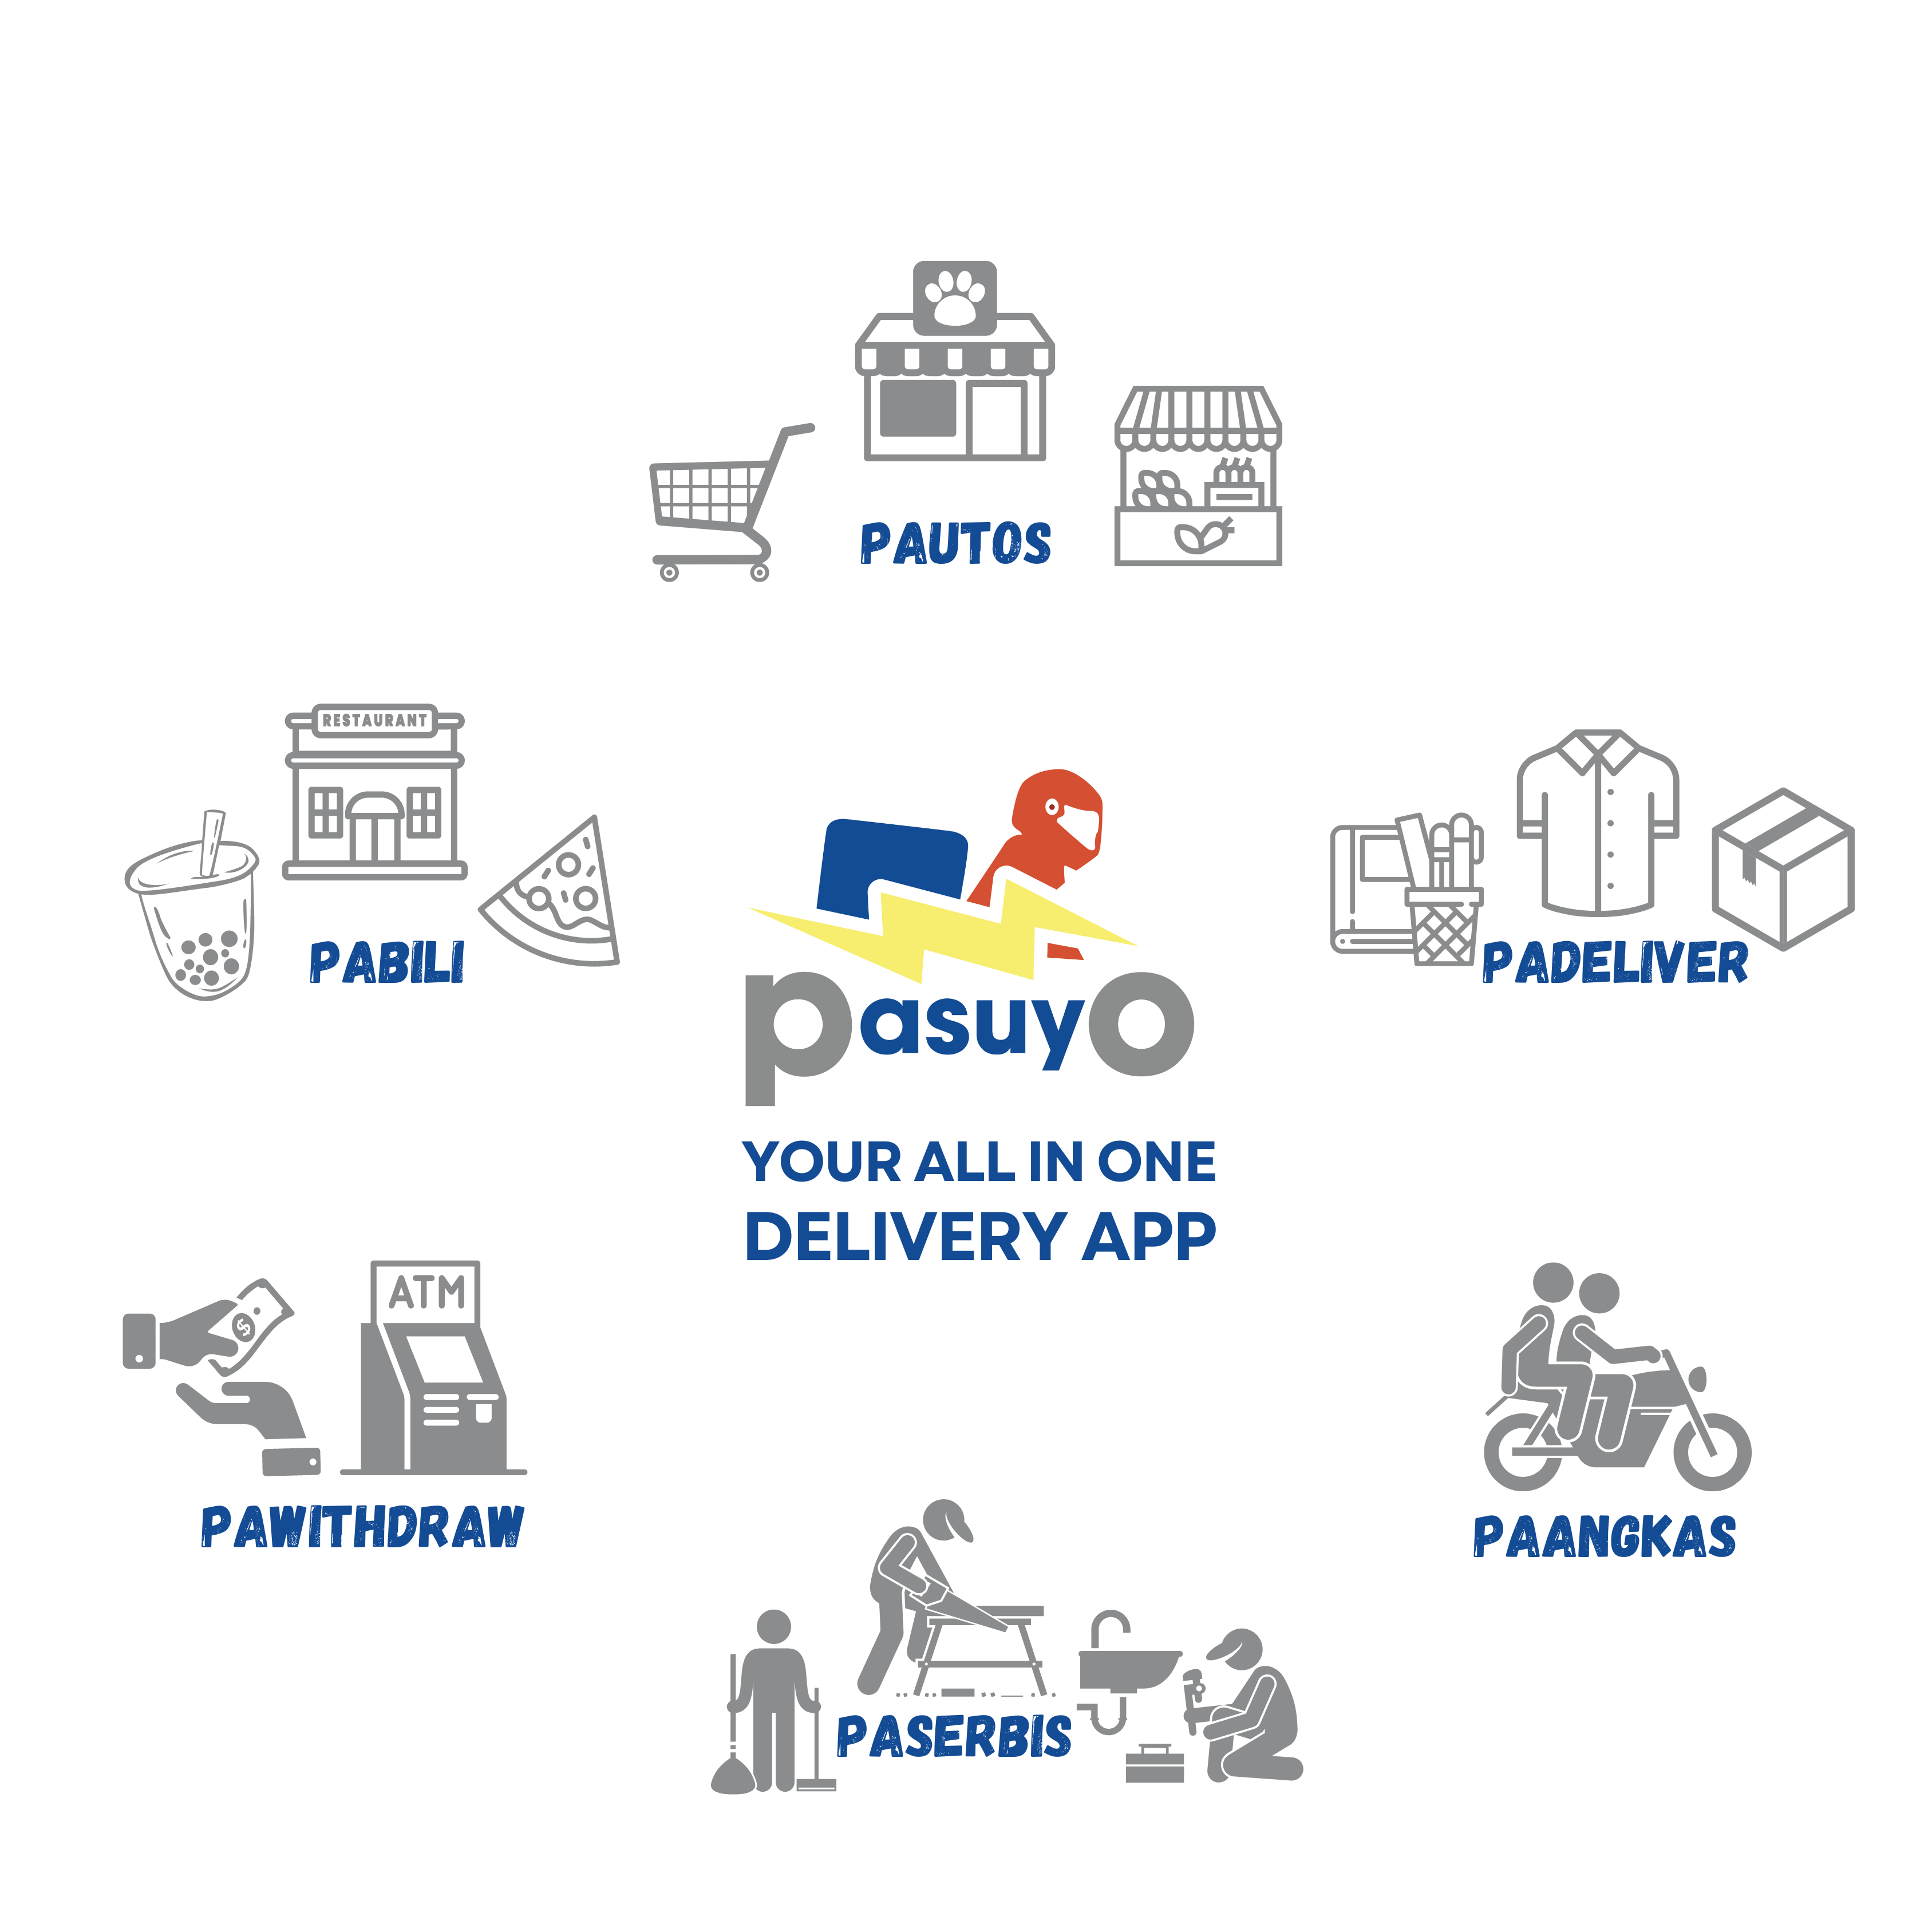 PAUTOS
RESTAURANT
PABILI
PADELIVER
pasuyo
YOUR ALL IN ONE
DELIVERY APP
ATM
$
PAWITHDRAW
PAANGKAS
PASERBIS